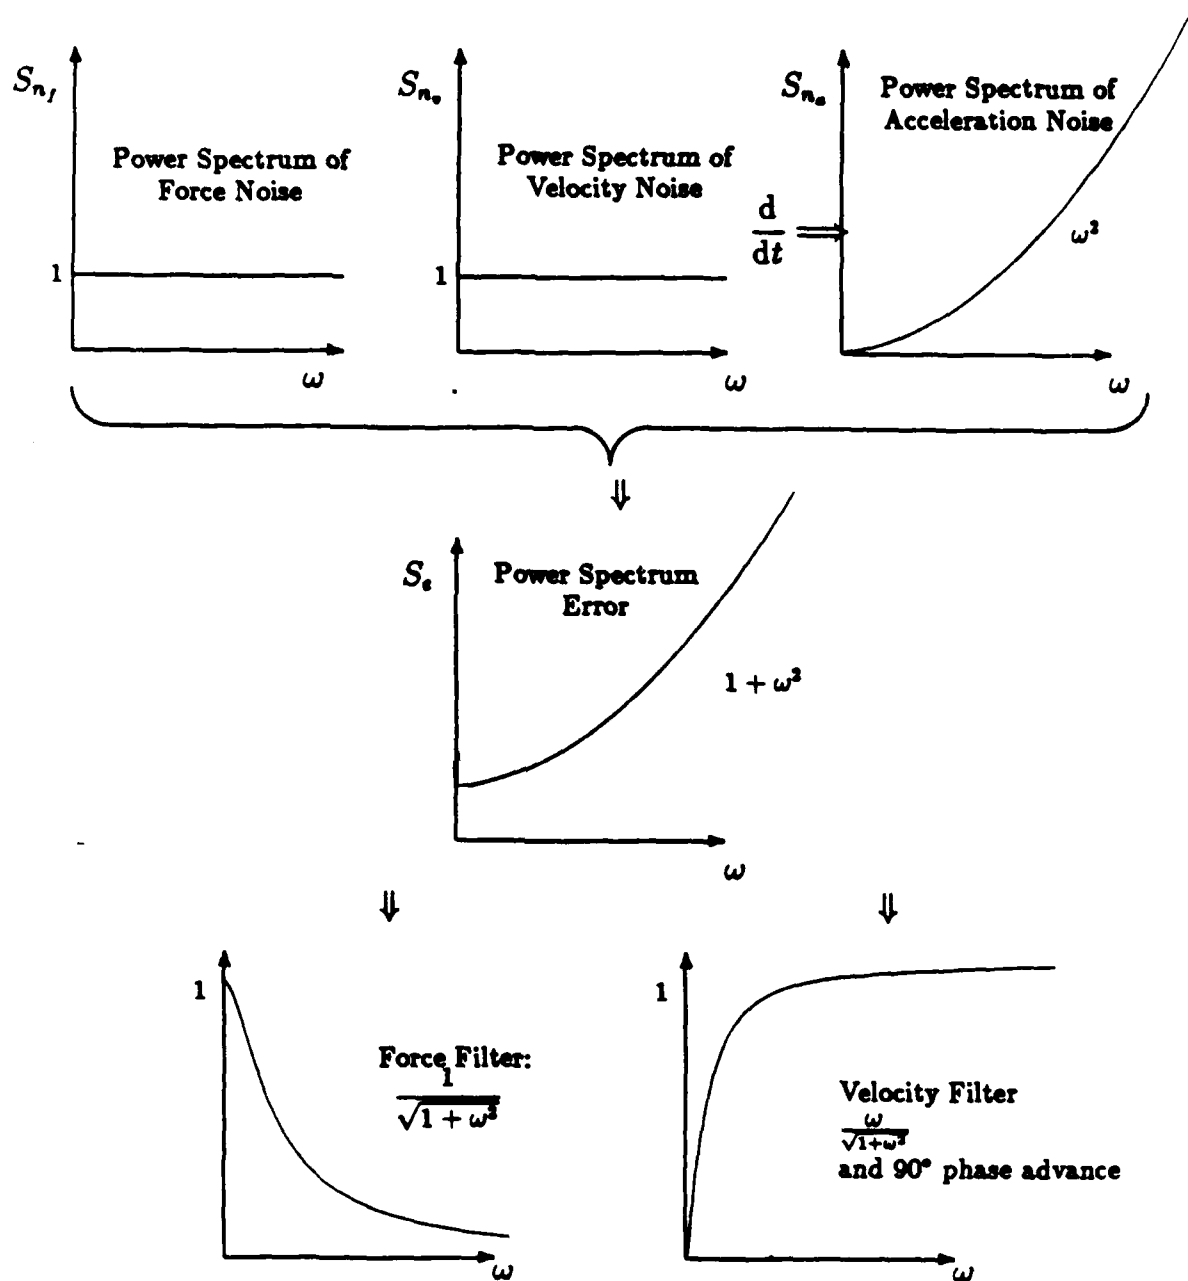 S_{n_f}
Power Spectrum of
Force Noise
1
ω
S_{n_v}
Power Spectrum of
Velocity Noise
1
ω
d
dt
⇒
S_{n_a}
Power Spectrum of
Acceleration Noise
ω²
ω
⇓
S_e
Power Spectrum
Error
1 + ω²
ω
⇓
⇓
1
Force Filter:
1
√1 + ω²
ω
1
Velocity Filter
ω
√1+ω²
and 90° phase advance
ω